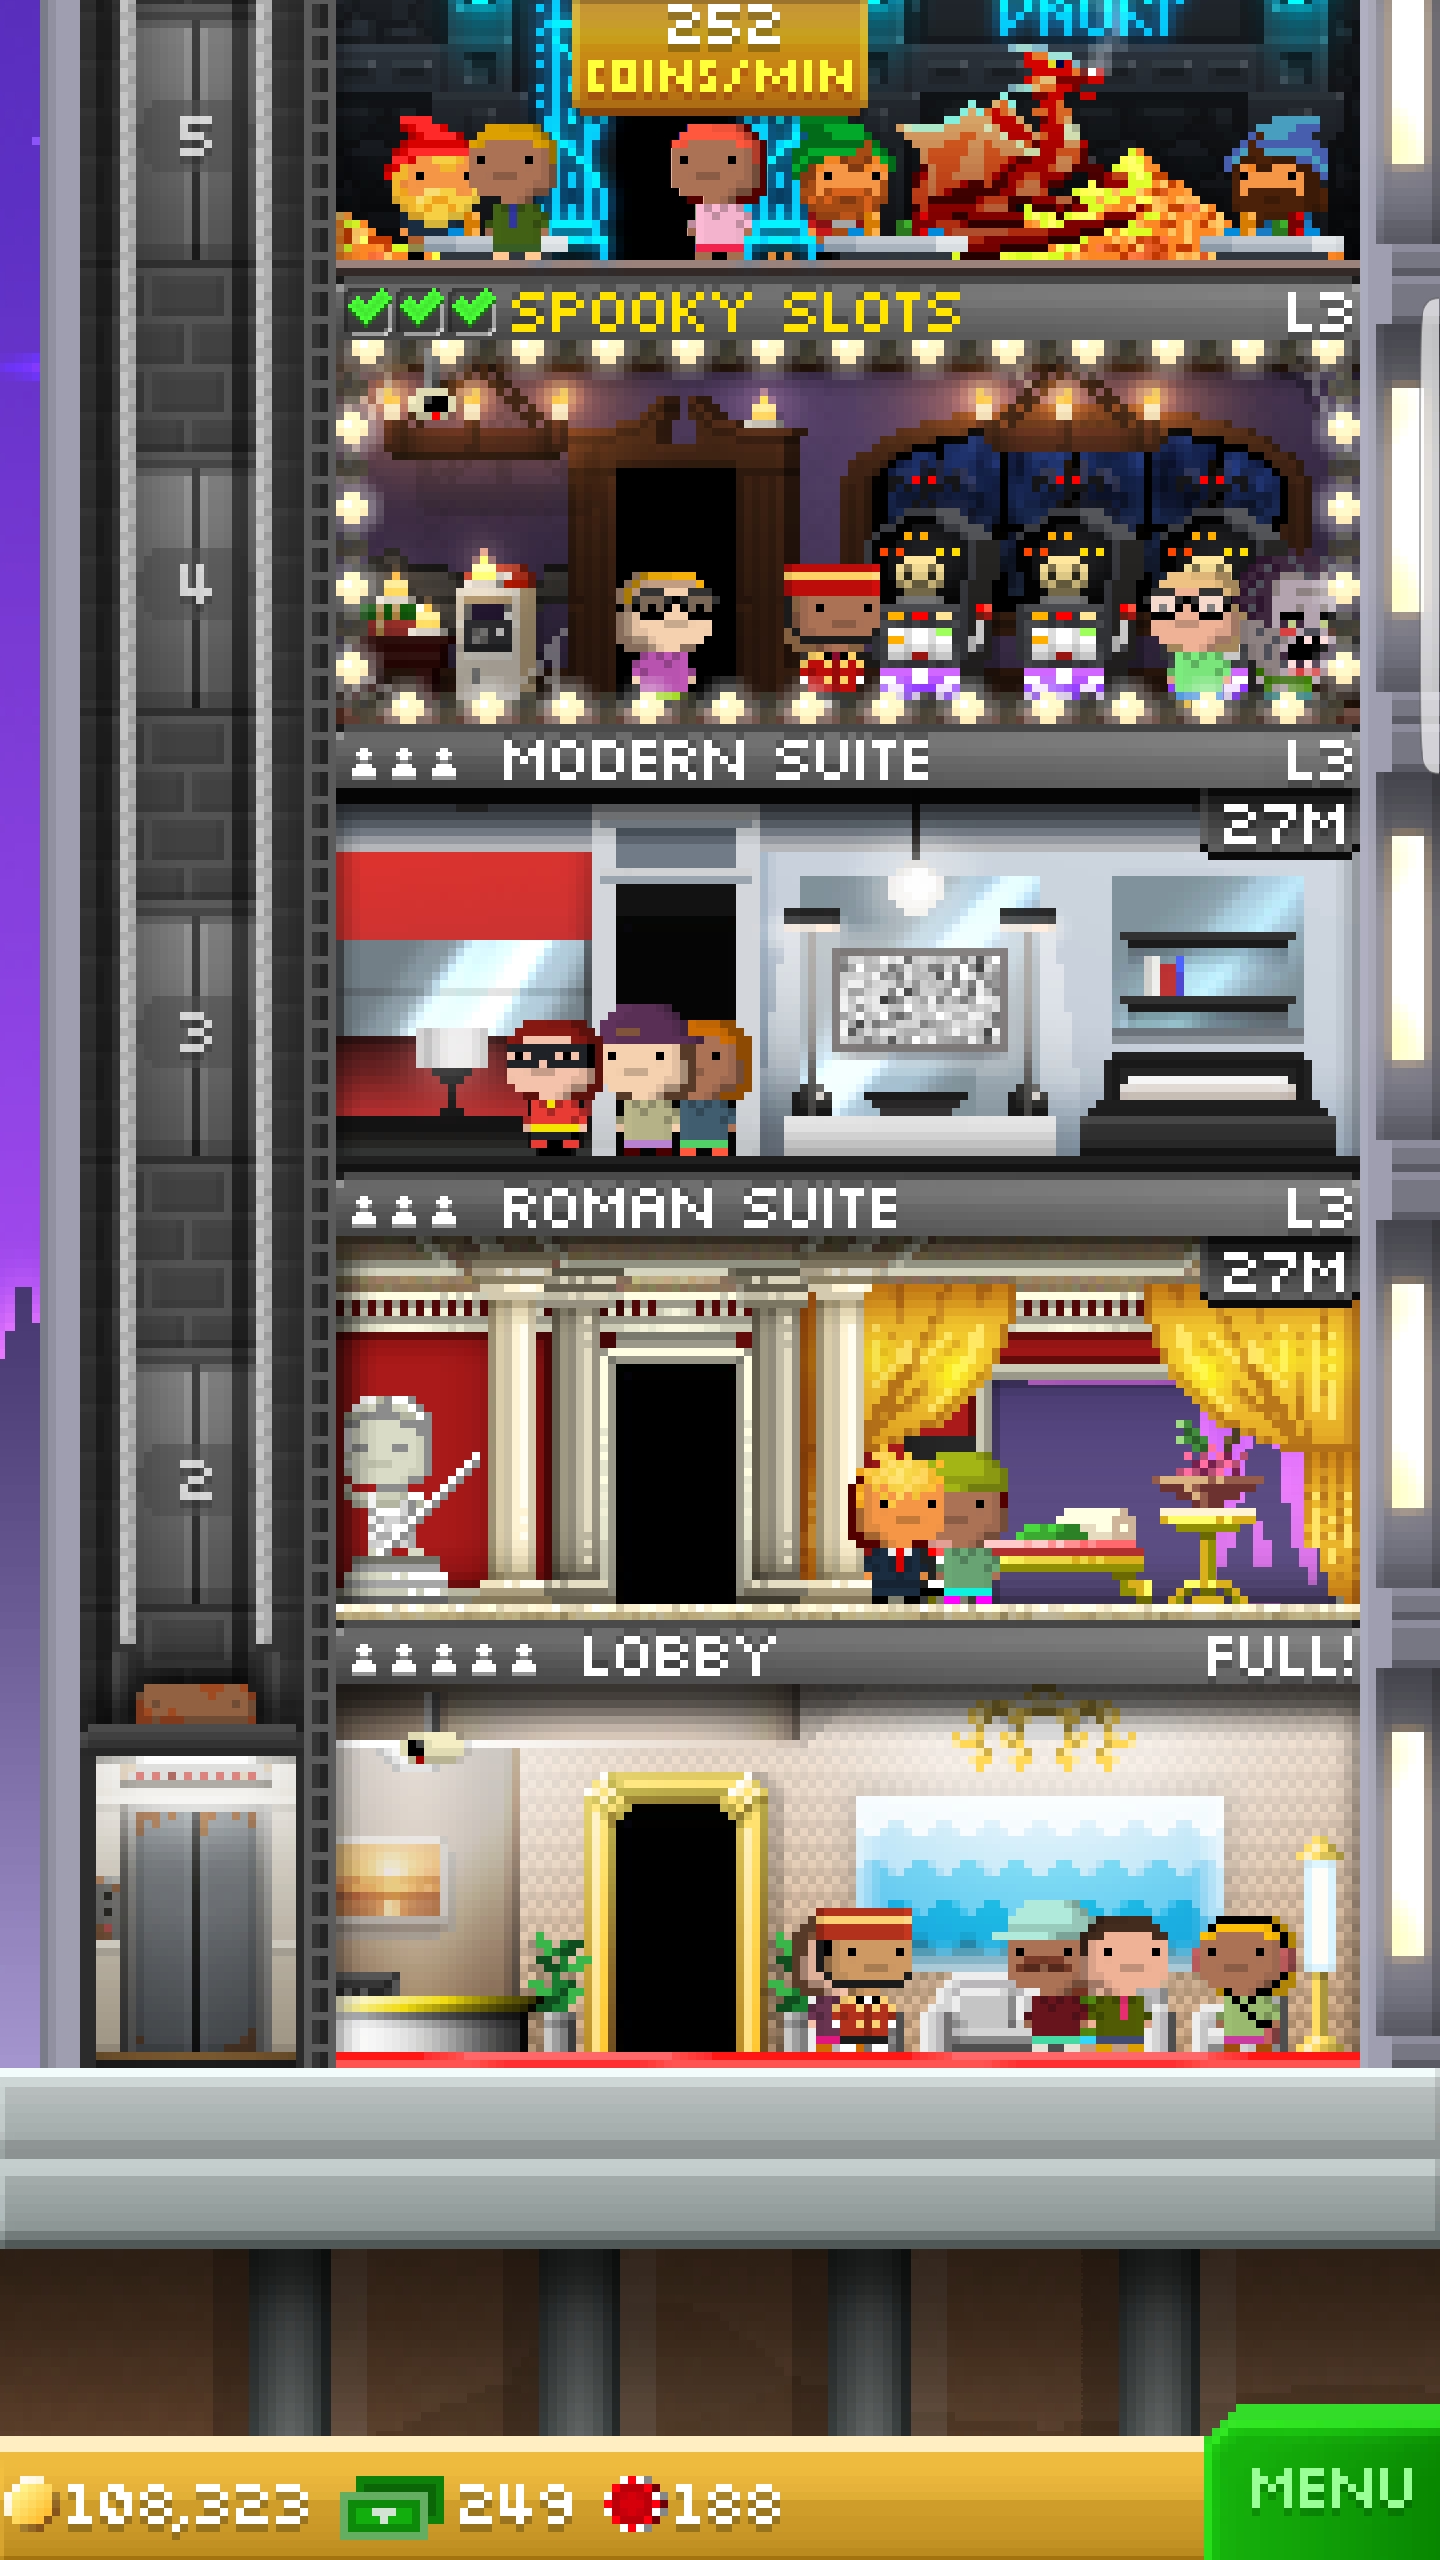 252
COINS/MIN
5
SPOOKY SLOTS L3
4
MODERN SUITE L3
27M
3
ROMAN SUITE L3
27M
2
LOBBY FULL!
108,323 249 188
MENU